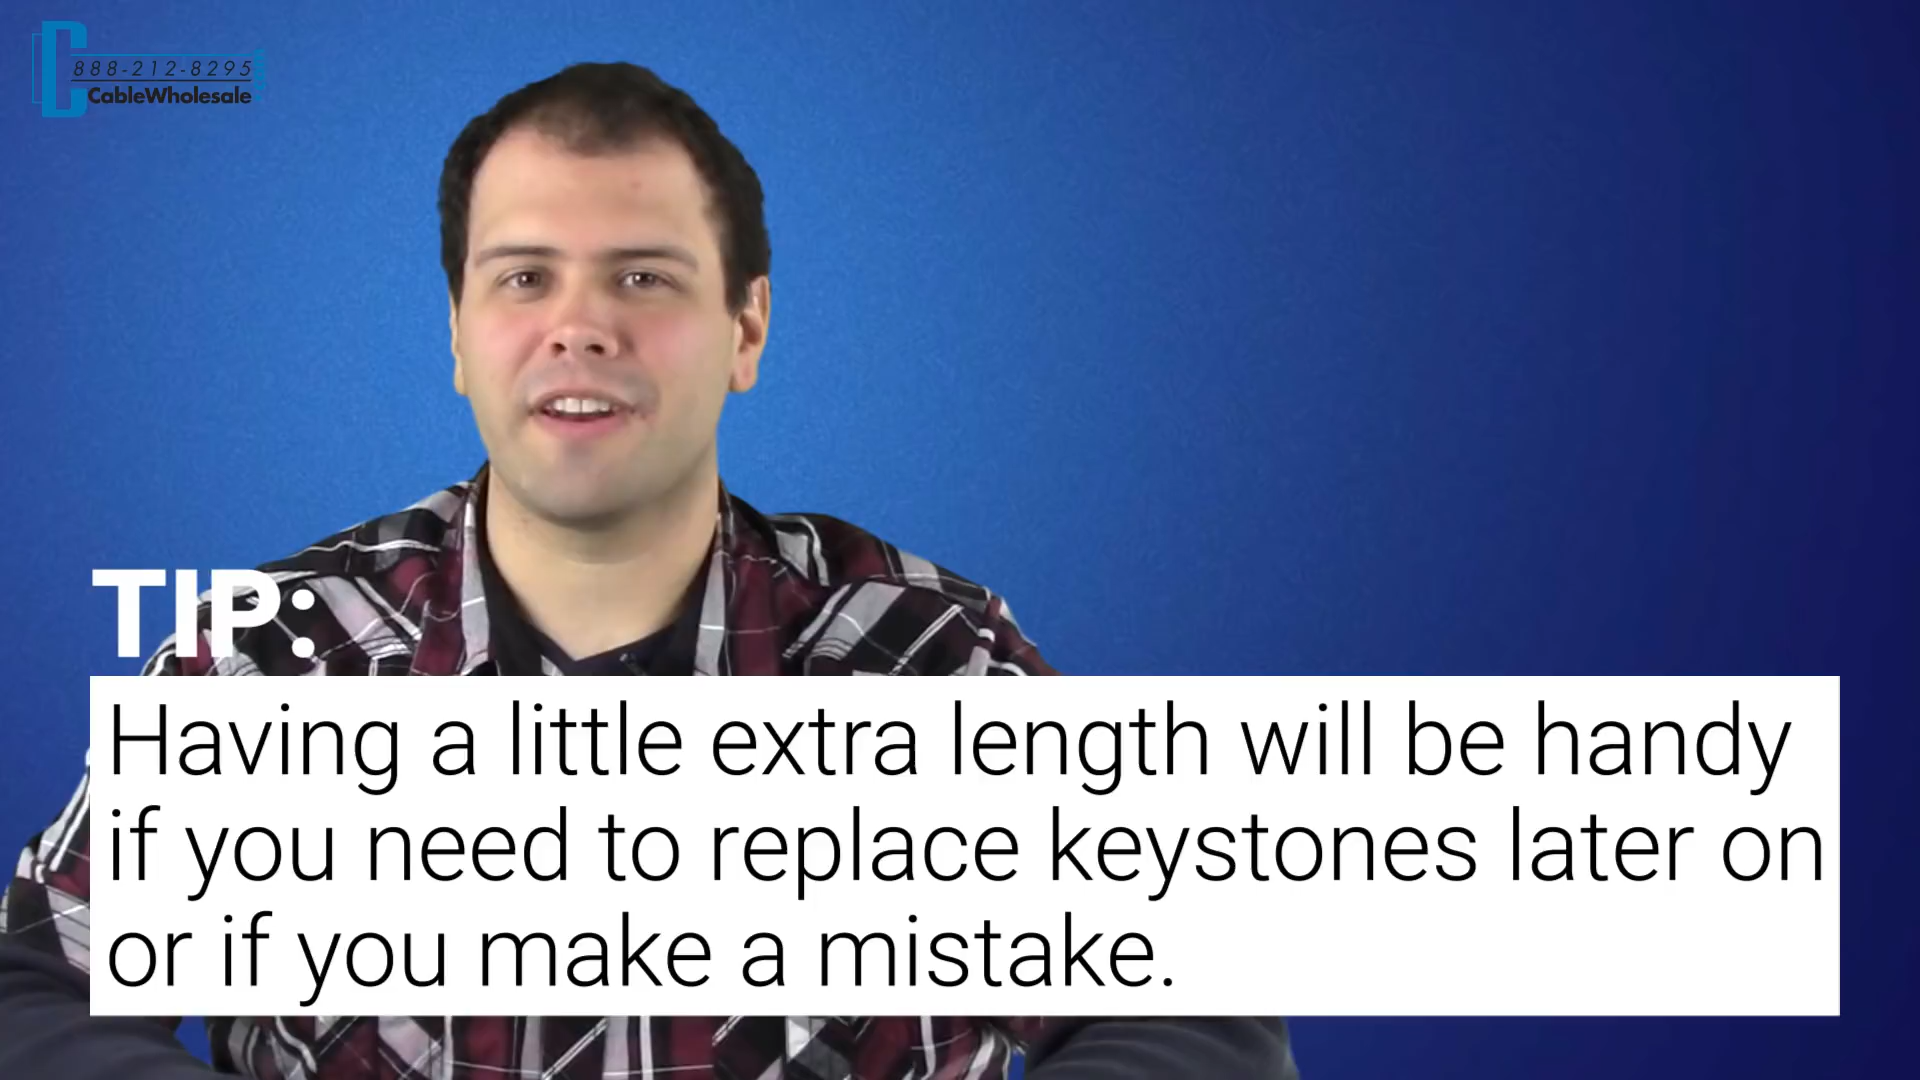 888-212-8295
CableWholesale
TIP:
Having a little extra length will be handy
if you need to replace keystones later on
or if you make a mistake.